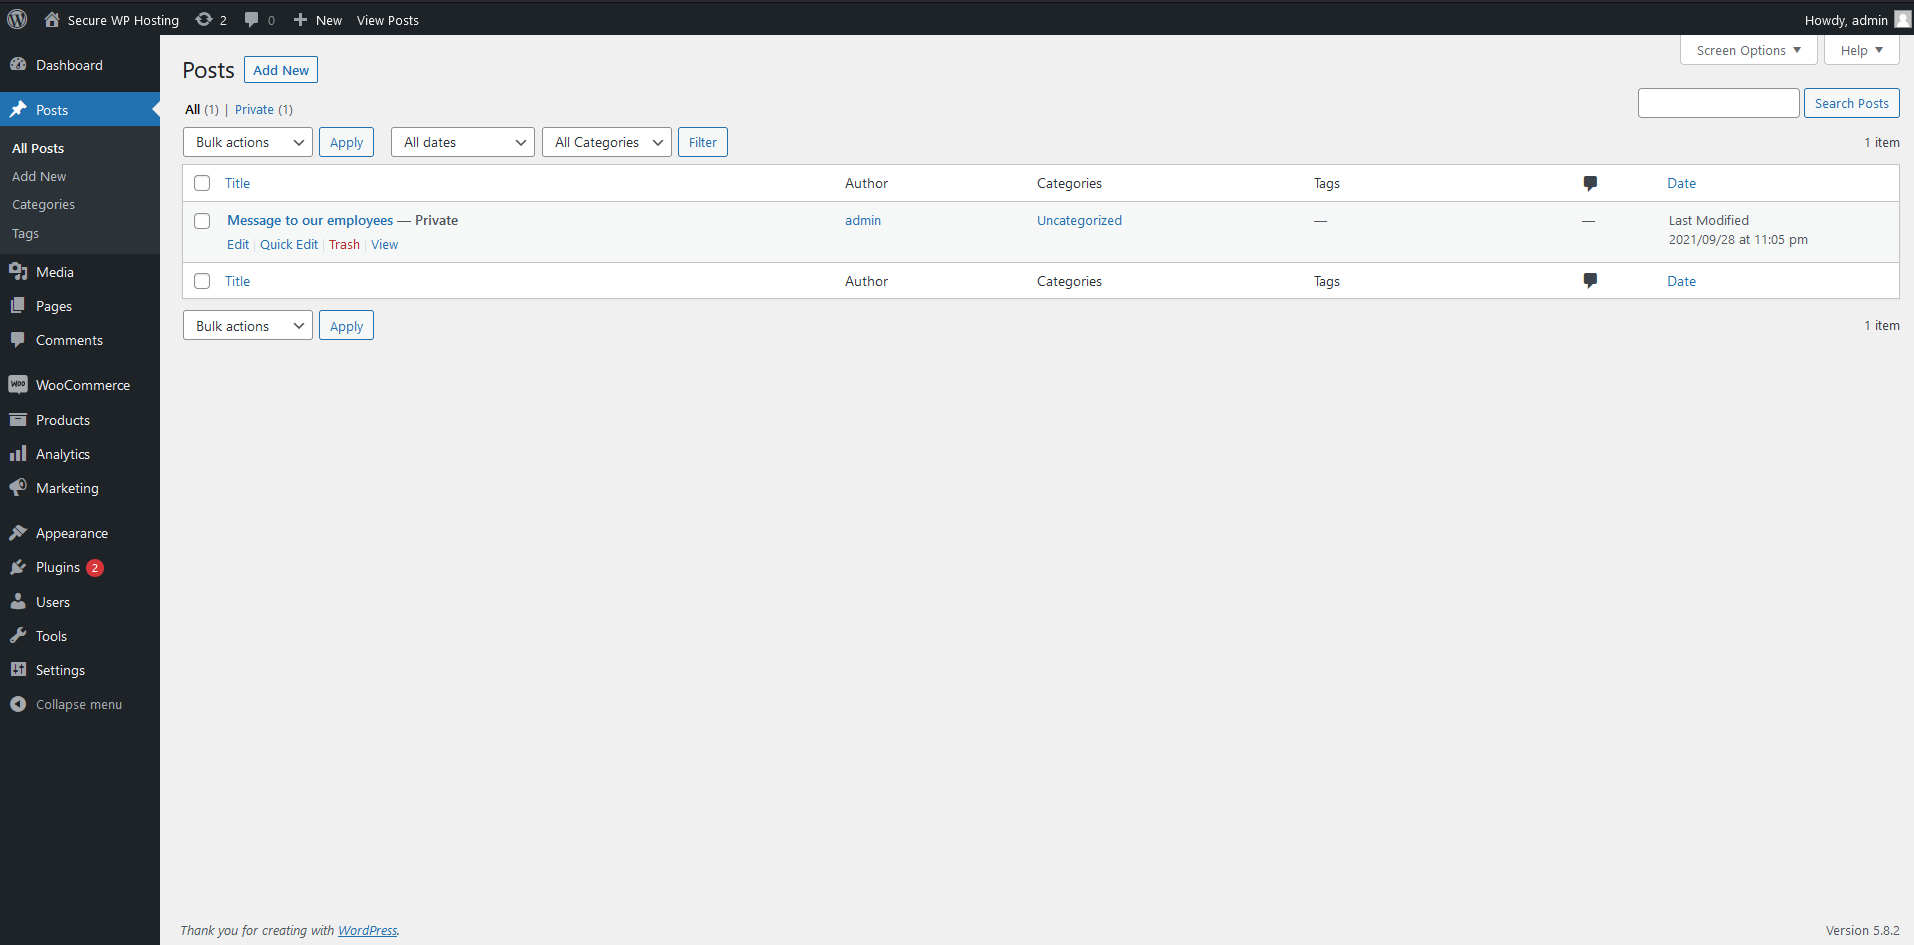 Secure WP Hosting 2 0 New View Posts Howdy, admin
Screen Options Help
Dashboard
Posts
All Posts
Add New
Categories
Tags
Media
Pages
Comments
WOO WooCommerce
Products
Analytics
Marketing
Appearance
Plugins 2
Users
Tools
Settings
Collapse menu
Posts Add New
All (1) | Private (1)
Search Posts
Bulk actions Apply All dates All Categories Filter 1 item
Title Author Categories Tags Date
Message to our employees — Private admin Uncategorized — — Last Modified
2021/09/28 at 11:05 pm
Edit | Quick Edit | Trash | View
Title Author Categories Tags Date
Bulk actions Apply 1 item
Thank you for creating with WordPress. Version 5.8.2